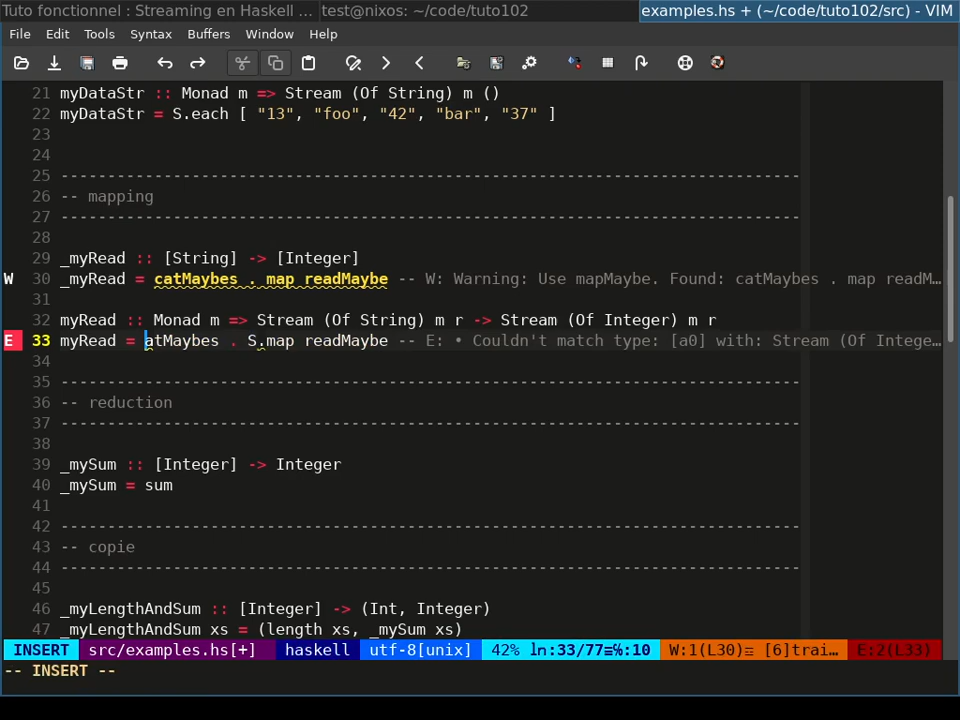 Tuto fonctionnel : Streaming en Haskell ... test@nixos: ~/code/tuto102 examples.hs + (~/code/tuto102/src) - VIM
File Edit Tools Syntax Buffers Window Help
21 myDataStr :: Monad m => Stream (Of String) m ()
22 myDataStr = S.each [ "13", "foo", "42", "bar", "37" ]
23
24
25 -------------------------------------------------------------------------------
26 -- mapping
27 -------------------------------------------------------------------------------
28
29 _myRead :: [String] -> [Integer]
W 30 _myRead = catMaybes . map readMaybe -- W: Warning: Use mapMaybe. Found: catMaybes . map readM…
31
32 myRead :: Monad m => Stream (Of String) m r -> Stream (Of Integer) m r
E 33 myRead = atMaybes . S.map readMaybe -- E: • Couldn't match type: [a0] with: Stream (Of Intege…
34
35 -------------------------------------------------------------------------------
36 -- reduction
37 -------------------------------------------------------------------------------
38
39 _mySum :: [Integer] -> Integer
40 _mySum = sum
41
42 -------------------------------------------------------------------------------
43 -- copie
44 -------------------------------------------------------------------------------
45
46 _myLengthAndSum :: [Integer] -> (Int, Integer)
47 _myLengthAndSum xs = (length xs, _mySum xs)
INSERT src/examples.hs[+] haskell utf-8[unix] 42% ln:33/77≡℅:10 W:1(L30)☲ [6]trai… E:2(L33)
-- INSERT --